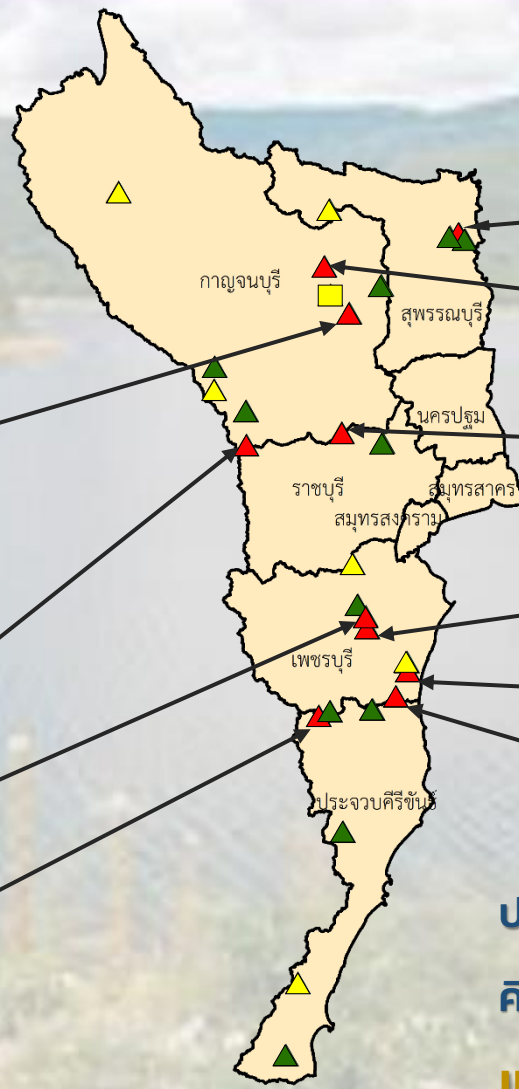 กาญจนบุรี
สุพรรณบุรี
นครปฐม
ราชบุรี
สมุทรสาคร
สมุทรสงคราม
เพชรบุรี
ประจวบคีรีขันธ์